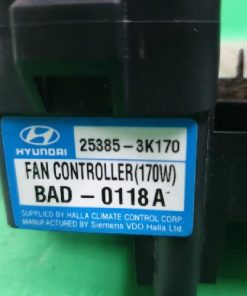 HYUNDAI 25385-3K170
FAN CONTROLLER(170W)
BAD-0118A
SUPPLIED BY HALLA CLIMATE CONTROL CORP.
MANUFACTURED BY Siemens VDO Halla Ltd.